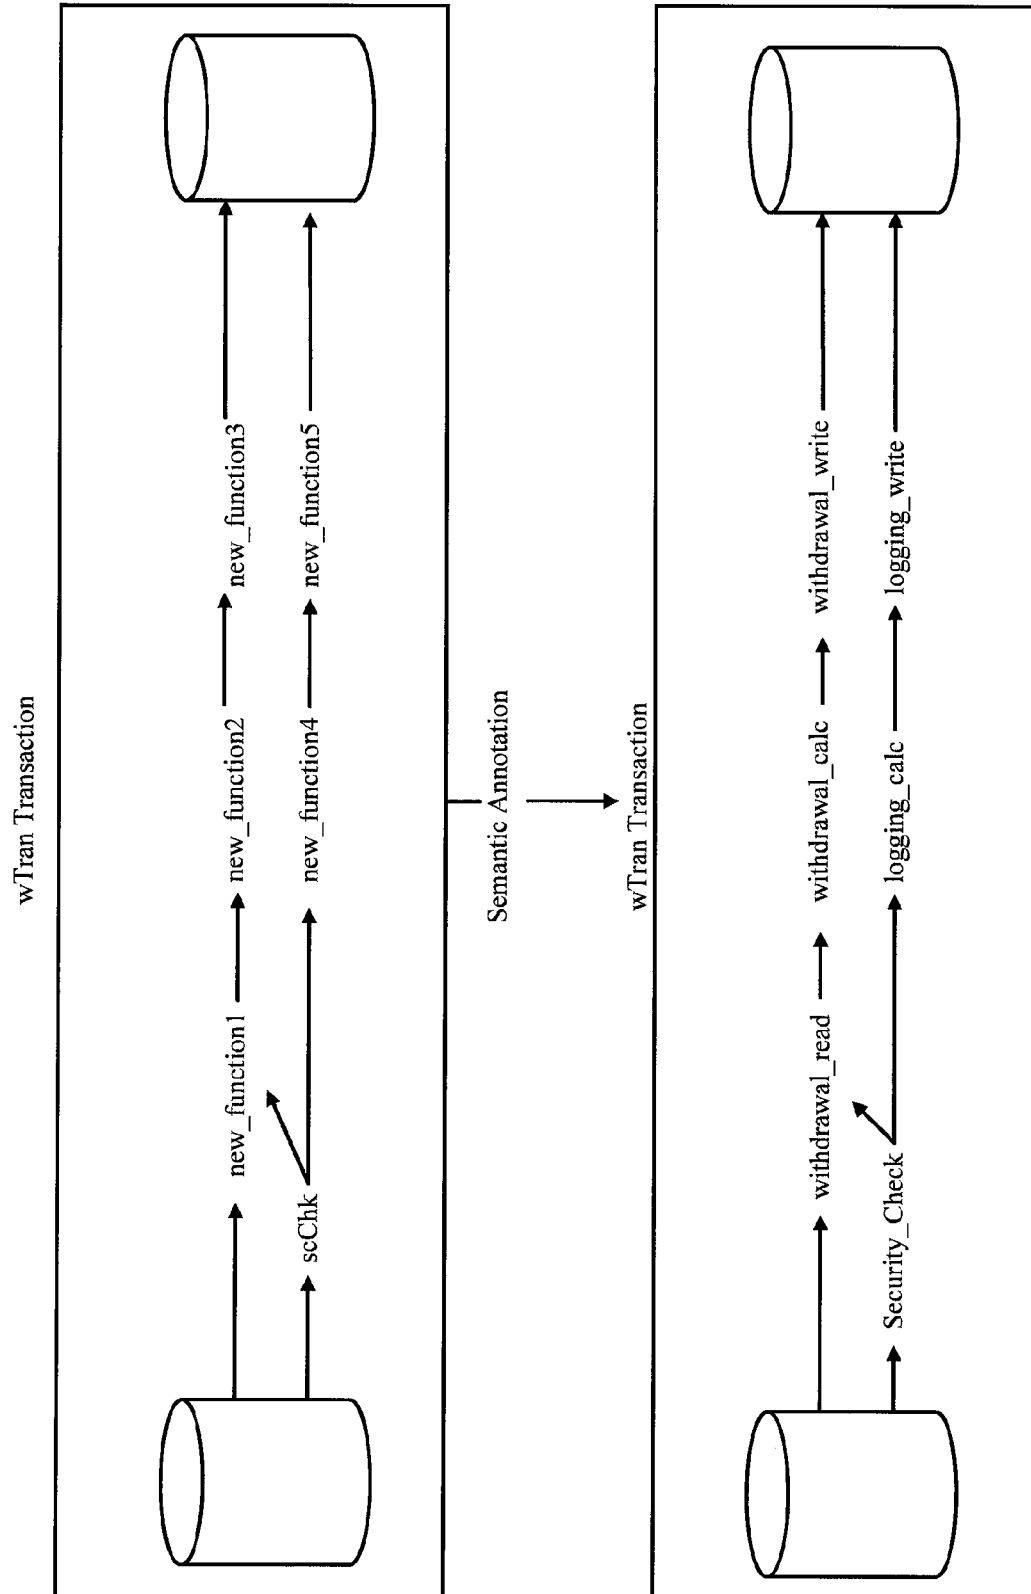 wTran Transaction
new_function1
new_function2
new_function3
scChk
new_function4
new_function5
Semantic Annotation
wTran Transaction
withdrawal_read
withdrawal_calc
withdrawal_write
Security_Check
logging_calc
logging_write